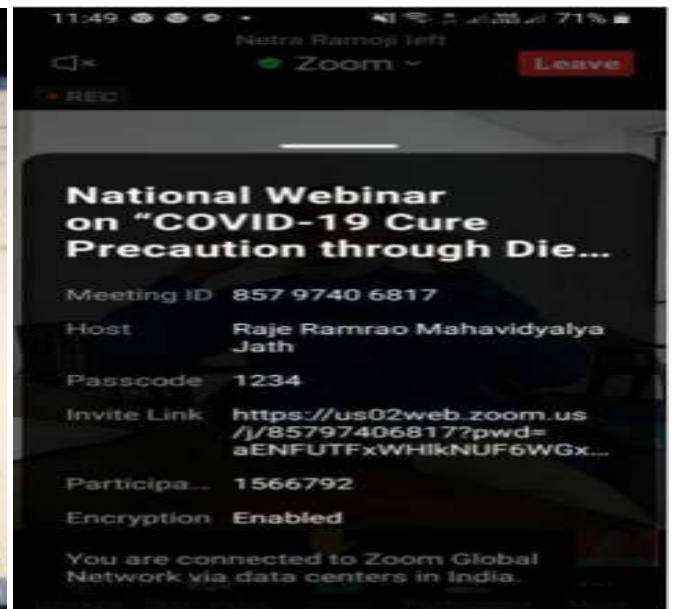 11:49 71%
Netra Ramoji left
Zoom Leave
REC
National Webinar
on “COVID-19 Cure
Precaution through Die...
Meeting ID 857 9740 6817
Host Raje Ramrao Mahavidyalya
Jath
Passcode 1234
Invite Link https://us02web.zoom.us
/j/85797406817?pwd=
aENFUTFxWHlkNUF6WGx...
Participa... 1566792
Encryption Enabled
You are connected to Zoom Global
Network via data centers in India.